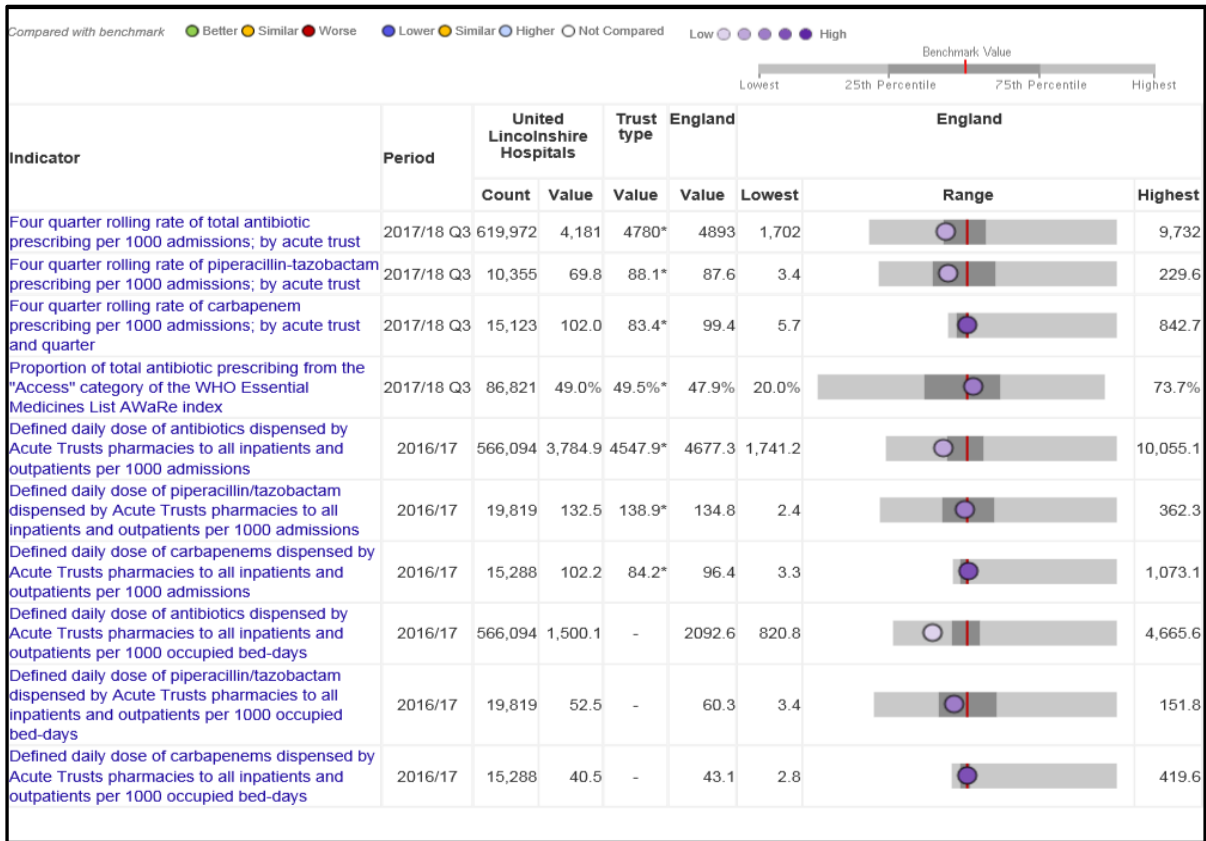 Compared with benchmark Better Similar Worse Lower Similar Higher Not Compared Low High
Benchmark Value
Lowest 25th Percentile 75th Percentile Highest
Indicator Period United Lincolnshire Hospitals Trust type England England
Count Value Value Value Lowest Range Highest
Four quarter rolling rate of total antibiotic
prescribing per 1000 admissions; by acute trust 2017/18 Q3 619,972 4,181 4780* 4893 1,702 9,732
Four quarter rolling rate of piperacillin-tazobactam
prescribing per 1000 admissions; by acute trust 2017/18 Q3 10,355 69.8 88.1* 87.6 3.4 229.6
Four quarter rolling rate of carbapenem
prescribing per 1000 admissions; by acute trust 2017/18 Q3 15,123 102.0 83.4* 99.4 5.7 842.7
and quarter
Proportion of total antibiotic prescribing from the
"Access" category of the WHO Essential 2017/18 Q3 86,821 49.0% 49.5%* 47.9% 20.0% 73.7%
Medicines List AWaRe index
Defined daily dose of antibiotics dispensed by
Acute Trusts pharmacies to all inpatients and 2016/17 566,094 3,784.9 4547.9* 4677.3 1,741.2 10,055.1
outpatients per 1000 admissions
Defined daily dose of piperacillin/tazobactam
dispensed by Acute Trusts pharmacies to all 2016/17 19,819 132.5 138.9* 134.8 2.4 362.3
inpatients and outpatients per 1000 admissions
Defined daily dose of carbapenems dispensed by
Acute Trusts pharmacies to all inpatients and 2016/17 15,288 102.2 84.2* 96.4 3.3 1,073.1
outpatients per 1000 admissions
Defined daily dose of antibiotics dispensed by
Acute Trusts pharmacies to all inpatients and 2016/17 566,094 1,500.1 - 2092.6 820.8 4,665.6
outpatients per 1000 occupied bed-days
Defined daily dose of piperacillin/tazobactam
dispensed by Acute Trusts pharmacies to all
inpatients and outpatients per 1000 occupied 2016/17 19,819 52.5 - 60.3 3.4 151.8
bed-days
Defined daily dose of carbapenems dispensed by
Acute Trusts pharmacies to all inpatients and 2016/17 15,288 40.5 - 43.1 2.8 419.6
outpatients per 1000 occupied bed-days